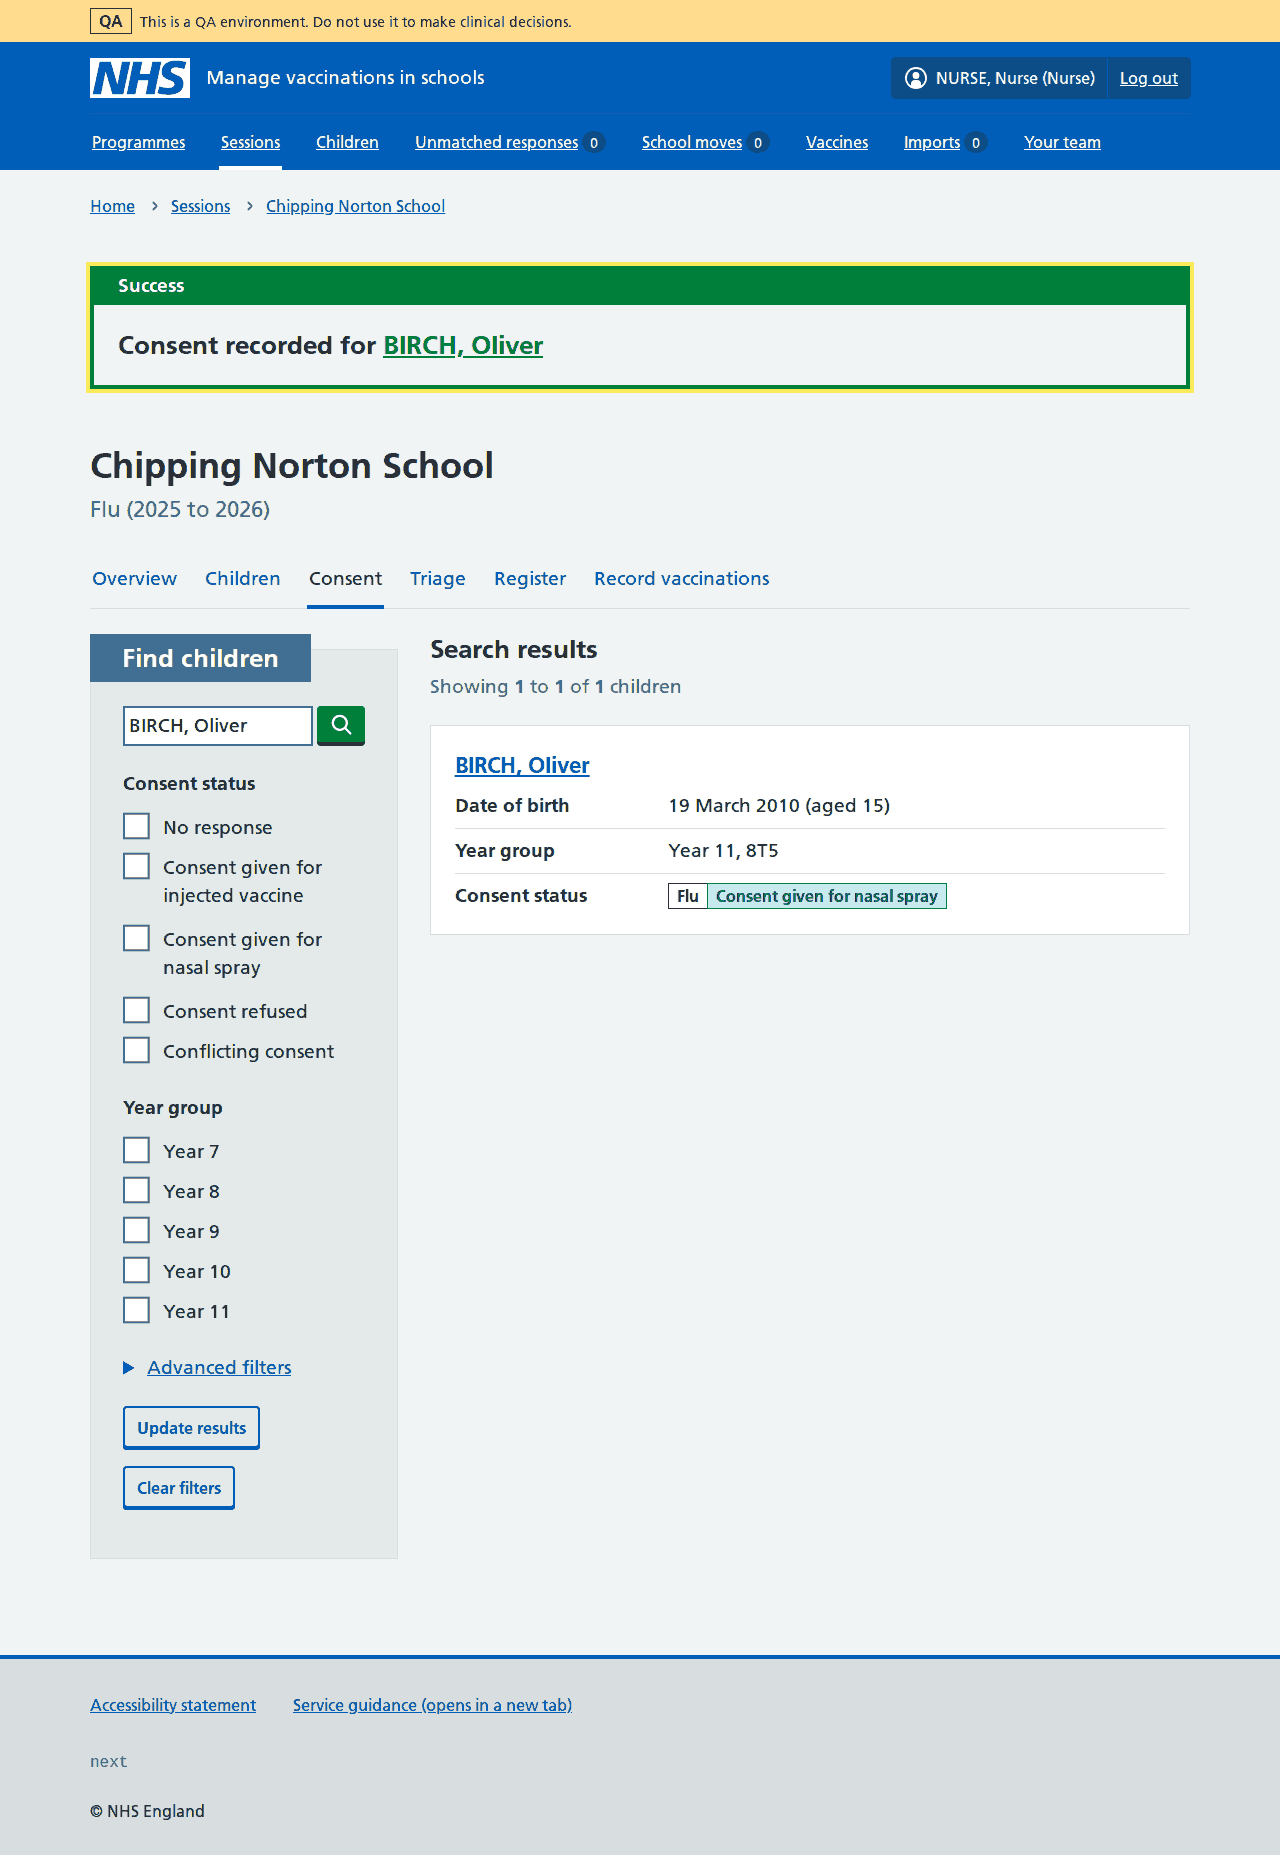 QA This is a QA environment. Do not use it to make clinical decisions.
NHS Manage vaccinations in schools NURSE, Nurse (Nurse) Log out
Programmes Sessions Children Unmatched responses 0 School moves 0 Vaccines Imports 0 Your team
Home Sessions Chipping Norton School
Success
Consent recorded for BIRCH, Oliver
Chipping Norton School
Flu (2025 to 2026)
Overview Children Consent Triage Register Record vaccinations
Find children
BIRCH, Oliver
Consent status
No response
Consent given for
injected vaccine
Consent given for
nasal spray
Consent refused
Conflicting consent
Year group
Year 7
Year 8
Year 9
Year 10
Year 11
Advanced filters
Update results
Clear filters
Search results
Showing 1 to 1 of 1 children
BIRCH, Oliver
Date of birth 19 March 2010 (aged 15)
Year group Year 11, 8T5
Consent status Flu Consent given for nasal spray
Accessibility statement Service guidance (opens in a new tab)
next
© NHS England